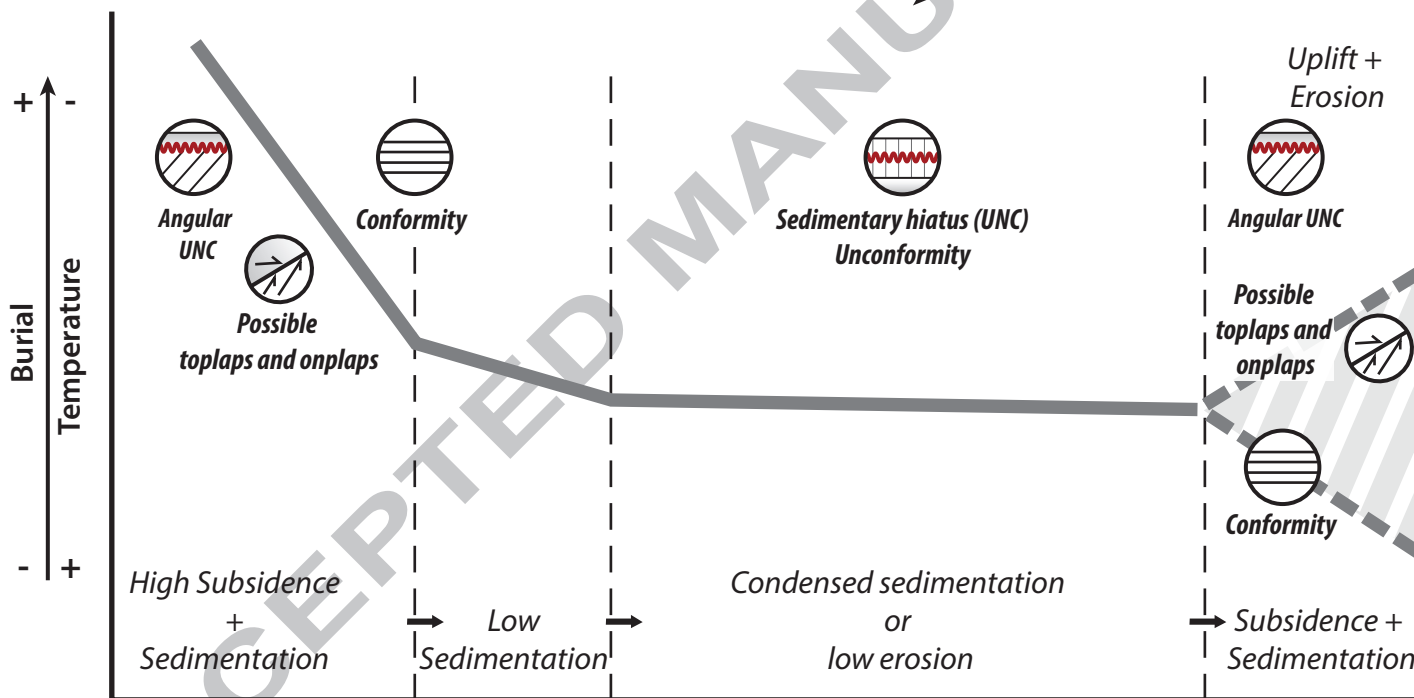 CEPTED MANU
Uplift +
Erosion
+ -
Burial
Temperature
- +
Angular
UNC
Conformity
Sedimentary hiatus (UNC)
Unconformity
Angular UNC
Possible
toplaps and onplaps
Possible
toplaps and
onplaps
Conformity
High Subsidence
+
Sedimentation
Low
Sedimentation
Condensed sedimentation
or
low erosion
Subsidence +
Sedimentation